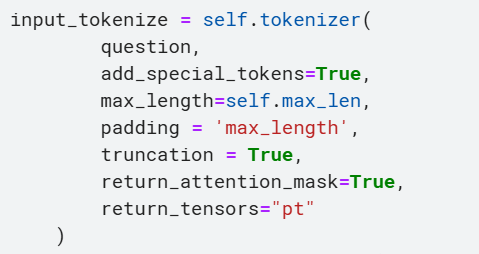 input_tokenize = self.tokenizer(
question,
add_special_tokens=True,
max_length=self.max_len,
padding = 'max_length',
truncation = True,
return_attention_mask=True,
return_tensors="pt"
)